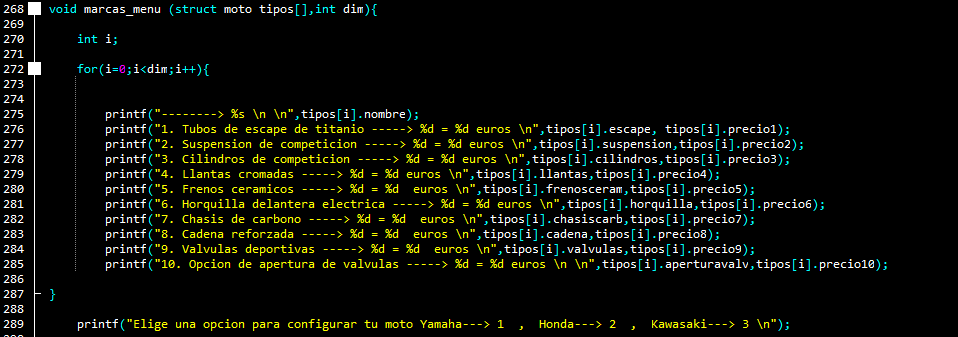 268 void marcas_menu (struct moto tipos[],int dim){
269
270 int i;
271
272 for(i=0;i<dim;i++){
273
274
275 printf("--------> %s \n \n",tipos[i].nombre);
276 printf("1. Tubos de escape de titanio -----> %d = %d euros \n",tipos[i].escape, tipos[i].precio1);
277 printf("2. Suspension de competicion -----> %d = %d euros \n",tipos[i].suspension,tipos[i].precio2);
278 printf("3. Cilindros de competicion -----> %d = %d euros \n",tipos[i].cilindros,tipos[i].precio3);
279 printf("4. Llantas cromadas -----> %d = %d euros \n",tipos[i].llantas,tipos[i].precio4);
280 printf("5. Frenos ceramicos -----> %d = %d  euros \n",tipos[i].frenosceram,tipos[i].precio5);
281 printf("6. Horquilla delantera electrica -----> %d = %d euros \n",tipos[i].horquilla,tipos[i].precio6);
282 printf("7. Chasis de carbono -----> %d = %d  euros \n",tipos[i].chasiscarb,tipos[i].precio7);
283 printf("8. Cadena reforzada -----> %d = %d  euros \n",tipos[i].cadena,tipos[i].precio8);
284 printf("9. Valvulas deportivas -----> %d = %d  euros \n",tipos[i].valvulas,tipos[i].precio9);
285 printf("10. Opcion de apertura de valvulas -----> %d = %d euros \n \n",tipos[i].aperturavalv,tipos[i].precio10);
286
287 }
288
289 printf("Elige una opcion para configurar tu moto Yamaha---> 1  ,  Honda---> 2  ,  Kawasaki---> 3 \n");